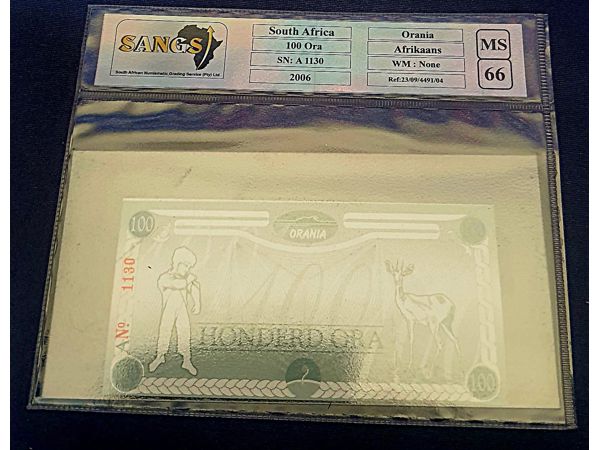 SANGS
South African Numismatic Grading Service (Pty) Ltd
South Africa
100 Ora
SN: A 1130
2006
Orania
Afrikaans
WM : None
Ref:23/09/4491/04
MS
66
100
ORANIA
ANº 1130
100
HONDERD ORA
100